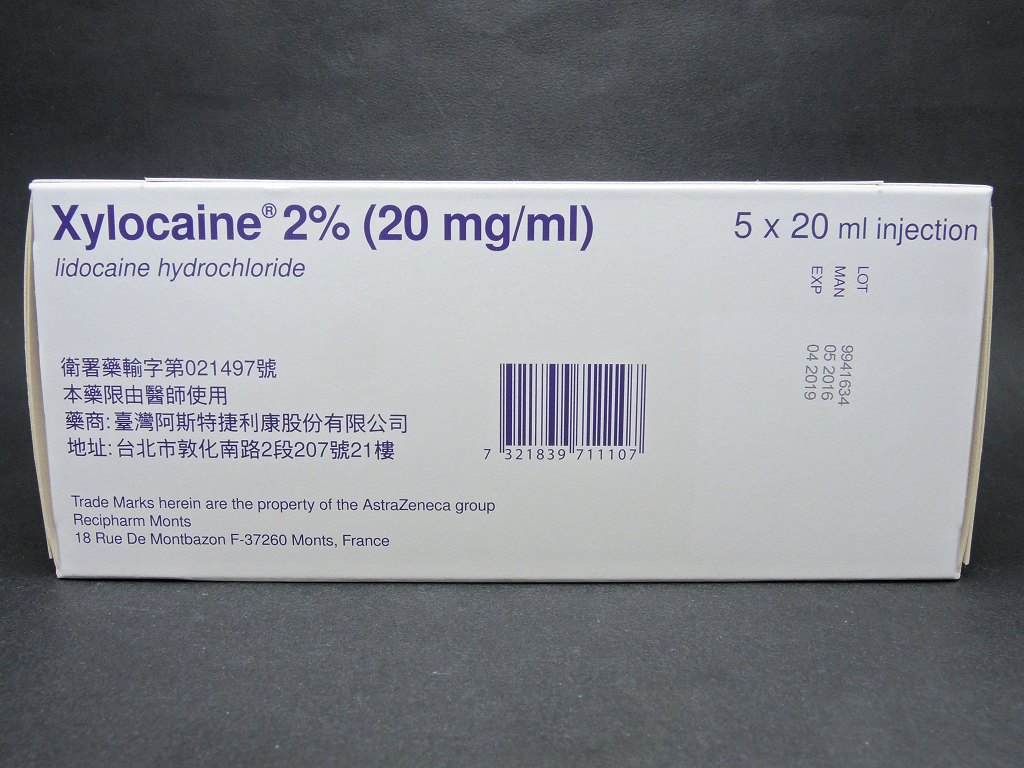 Xylocaine® 2% (20 mg/ml)
5 x 20 ml injection
lidocaine hydrochloride
LOT 9941634
MAN 05 2016
EXP 04 2019
衛署藥輸字第021497號
本藥限由醫師使用
藥商: 臺灣阿斯特捷利康股份有限公司
地址: 台北市敦化南路2段207號21樓
7 321839 711107
Trade Marks herein are the property of the AstraZeneca group
Recipharm Monts
18 Rue De Montbazon F-37260 Monts, France